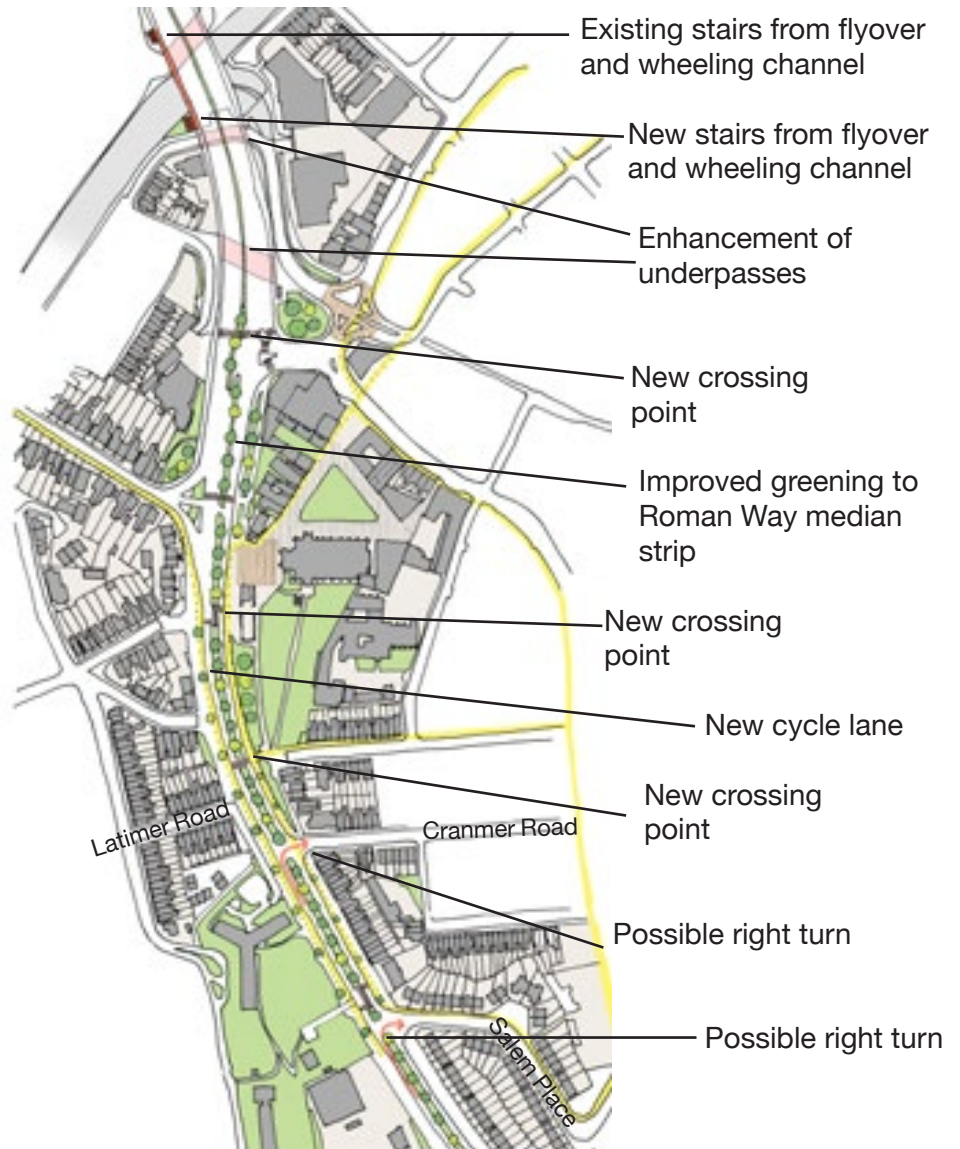 Existing stairs from flyover
and wheeling channel
New stairs from flyover
and wheeling channel
Enhancement of
underpasses
New crossing
point
Improved greening to
Roman Way median
strip
New crossing
point
New cycle lane
New crossing
point
Latimer Road
Cranmer Road
Possible right turn
Salem Place
Possible right turn